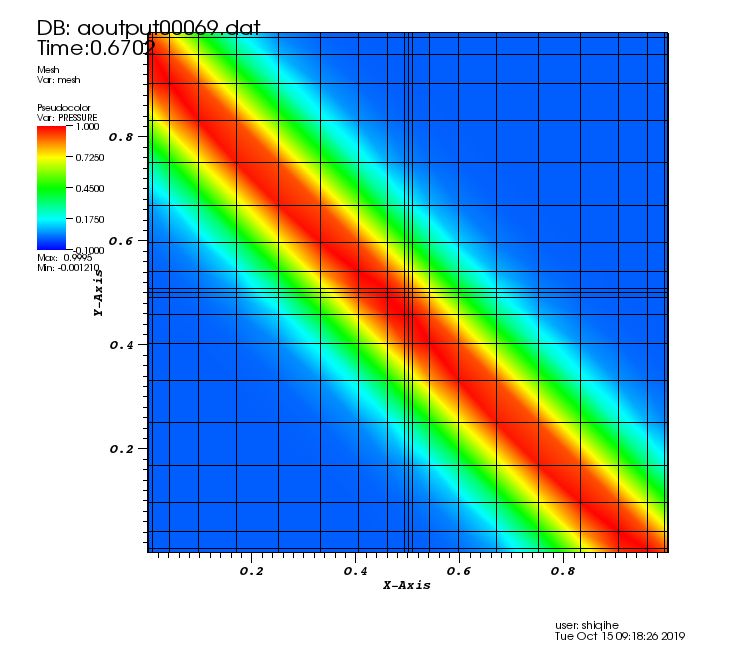 DB: aoutput00069.dat
Time:0.6702
Mesh
Var: mesh
Pseudocolor
Var: PRESSURE
1.000
0.7250
0.4500
0.1750
-0.1000
Max: 0.9995
Min: -0.001210
Y-Axis
0.8
0.6
0.4
0.2
0.2 0.4 0.6 0.8
X-Axis
user: shiqihe
Tue Oct 15 09:18:26 2019